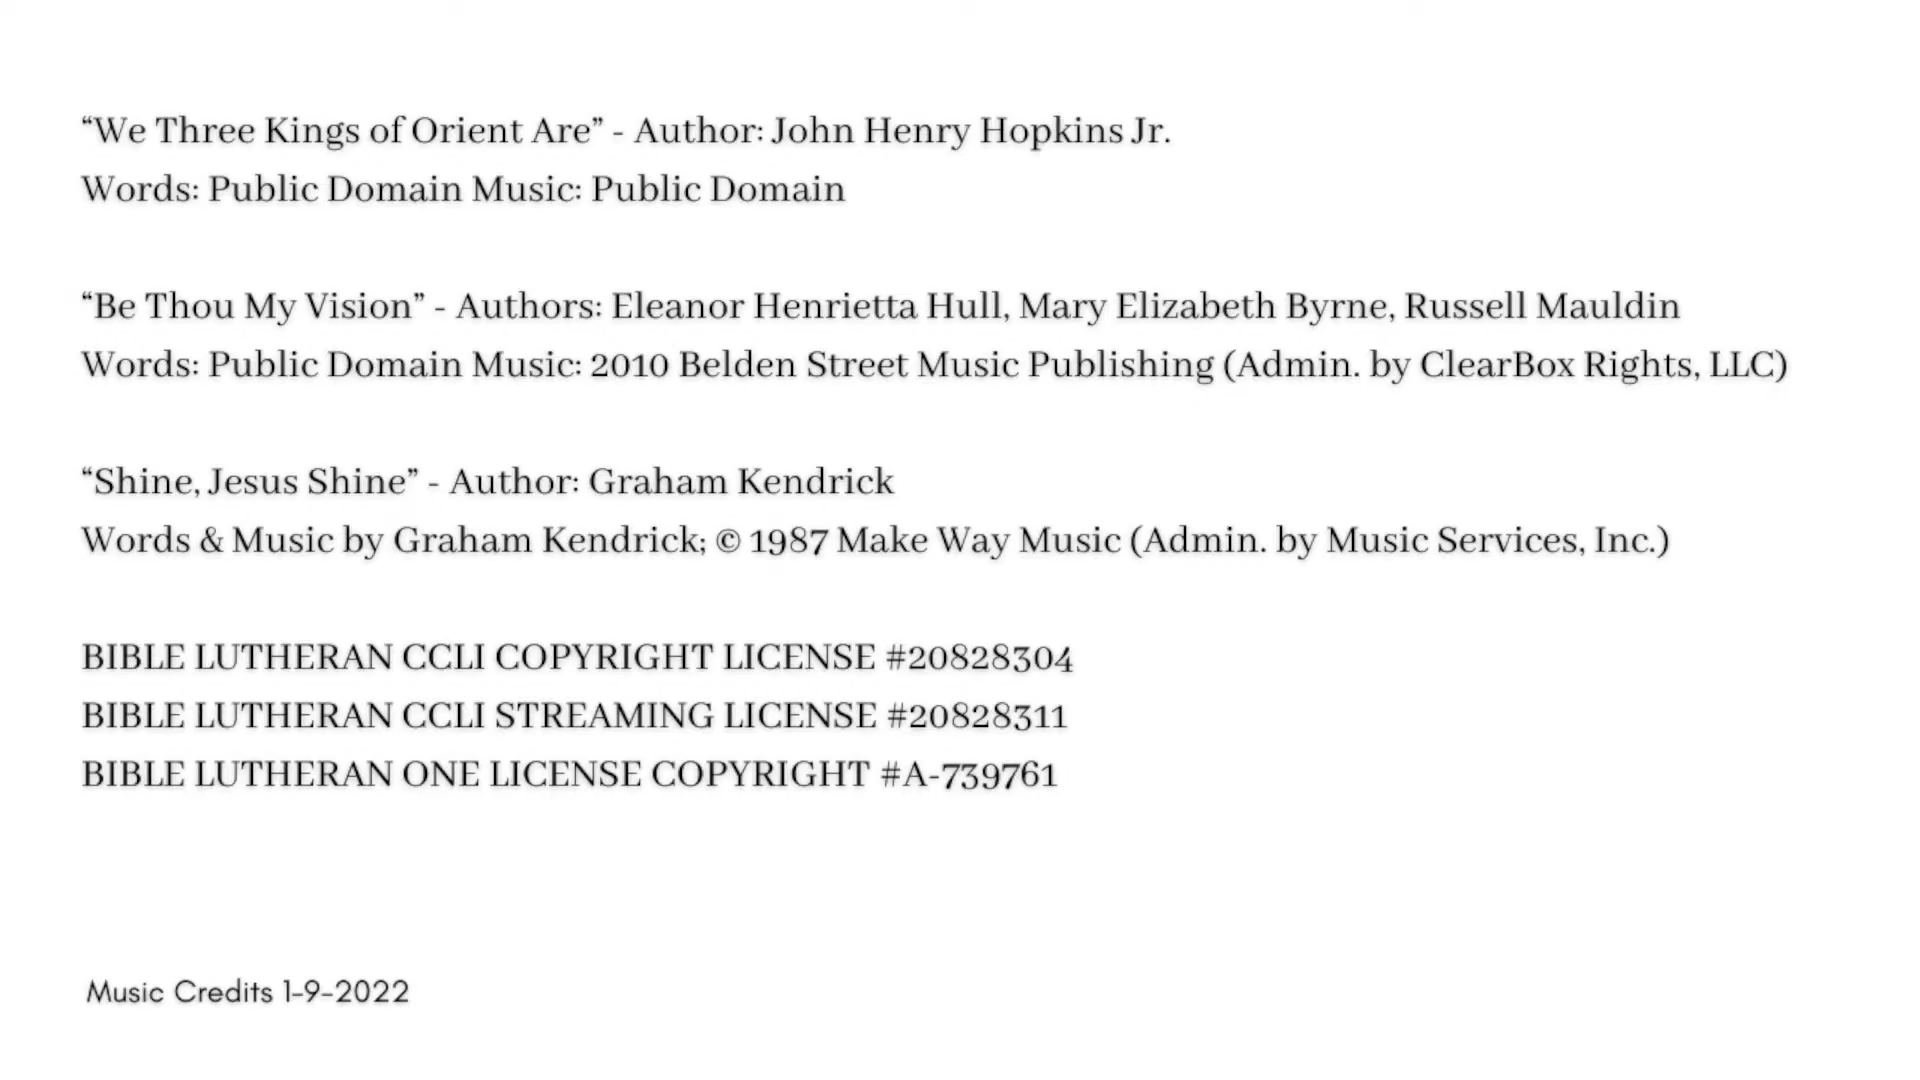 “We Three Kings of Orient Are” - Author: John Henry Hopkins Jr.
Words: Public Domain Music: Public Domain
“Be Thou My Vision” - Authors: Eleanor Henrietta Hull, Mary Elizabeth Byrne, Russell Mauldin
Words: Public Domain Music: 2010 Belden Street Music Publishing (Admin. by ClearBox Rights, LLC)
“Shine, Jesus Shine” - Author: Graham Kendrick
Words & Music by Graham Kendrick; © 1987 Make Way Music (Admin. by Music Services, Inc.)
BIBLE LUTHERAN CCLI COPYRIGHT LICENSE #20828304
BIBLE LUTHERAN CCLI STREAMING LICENSE #20828311
BIBLE LUTHERAN ONE LICENSE COPYRIGHT #A-739761
Music Credits 1-9-2022